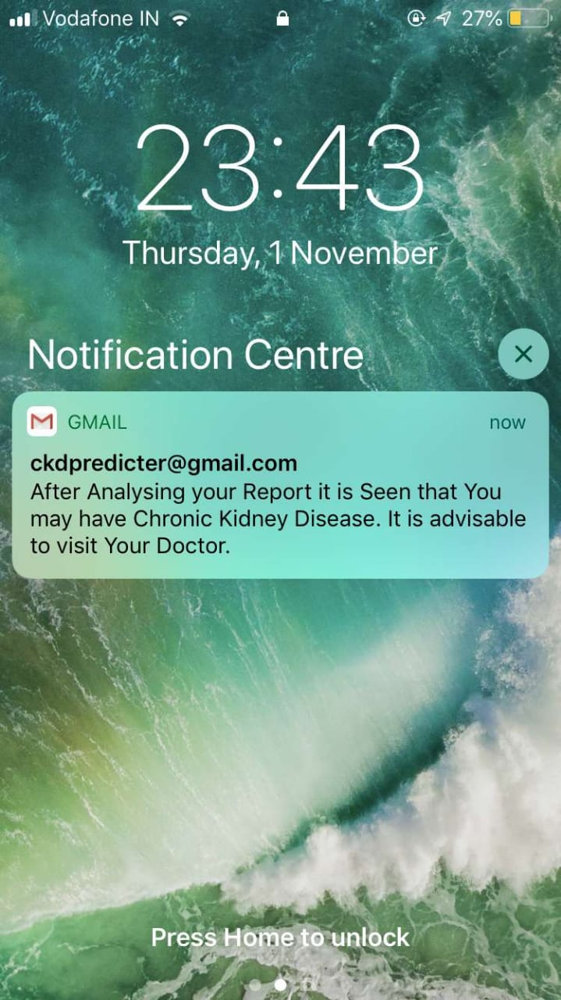 Vodafone IN 27%
23:43
Thursday, 1 November
Notification Centre
GMAIL now
ckdpredicter@gmail.com
After Analysing your Report it is Seen that You
may have Chronic Kidney Disease. It is advisable
to visit Your Doctor.
Press Home to unlock